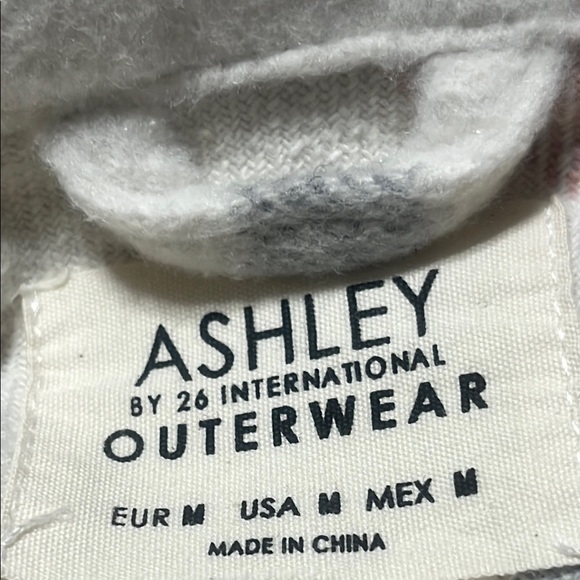 ASHLEY
BY 26 INTERNATIONAL
OUTERWEAR
EUR M USA M MEX M
MADE IN CHINA